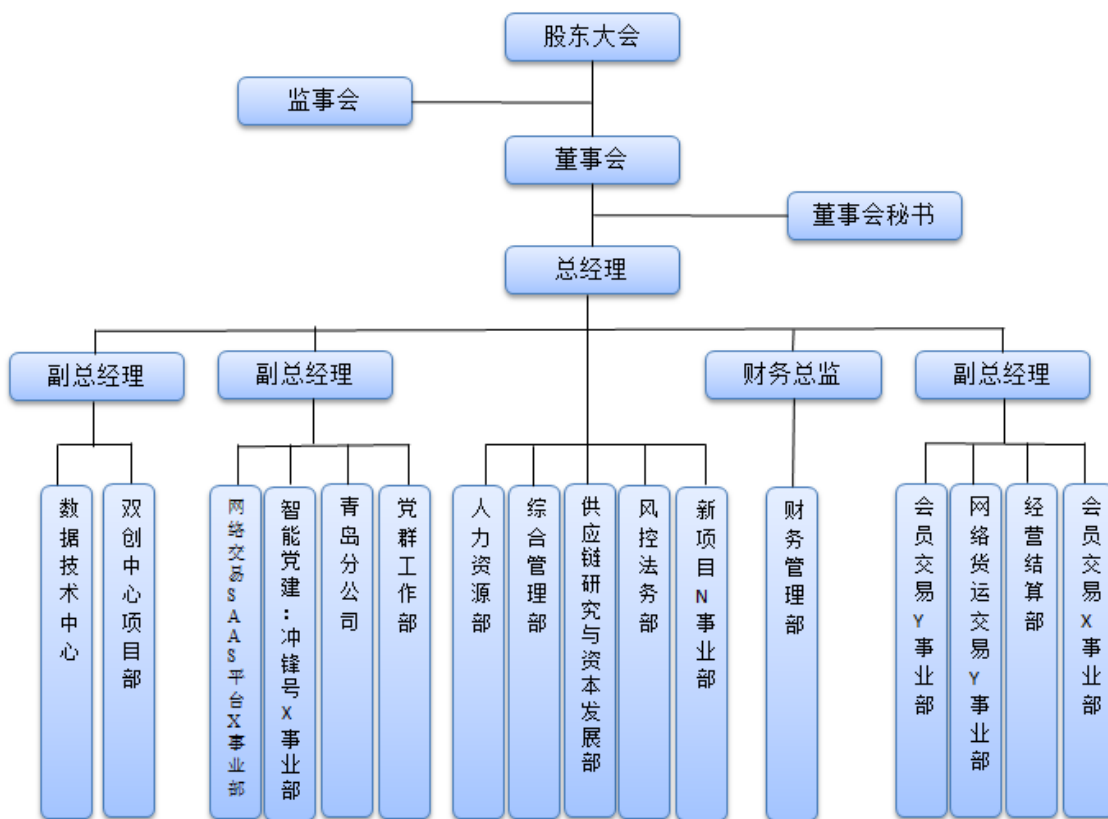 股东大会
监事会
董事会
董事会秘书
总经理
副总经理
副总经理
财务总监
副总经理
数据技术中心
双创中心项目部
网络交易SAAS平台X事业部
智能党建:冲锋号X事业部
青岛分公司
党群工作部
人力资源部
综合管理部
供应链研究与资本发展部
风控法务部
新项目N事业部
财务管理部
会员交易Y事业部
网络货运交易Y事业部
经营结算部
会员交易X事业部